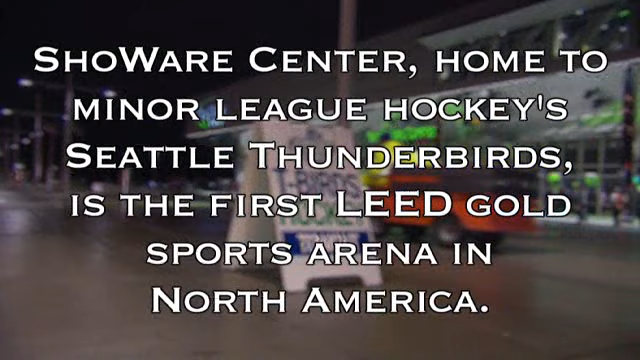 ShoWare Center, home to
minor league hockey's
Seattle Thunderbirds,
is the first LEED gold
sports arena in
North America.